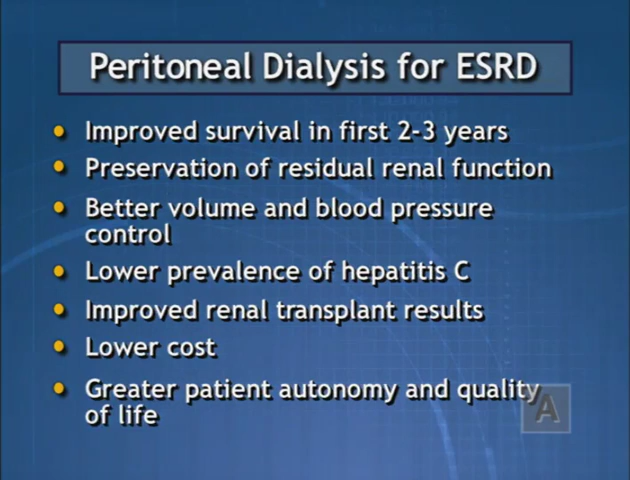 Peritoneal Dialysis for ESRD
Improved survival in first 2-3 years
Preservation of residual renal function
Better volume and blood pressure
control
Lower prevalence of hepatitis C
Improved renal transplant results
Lower cost
Greater patient autonomy and quality
of life
A